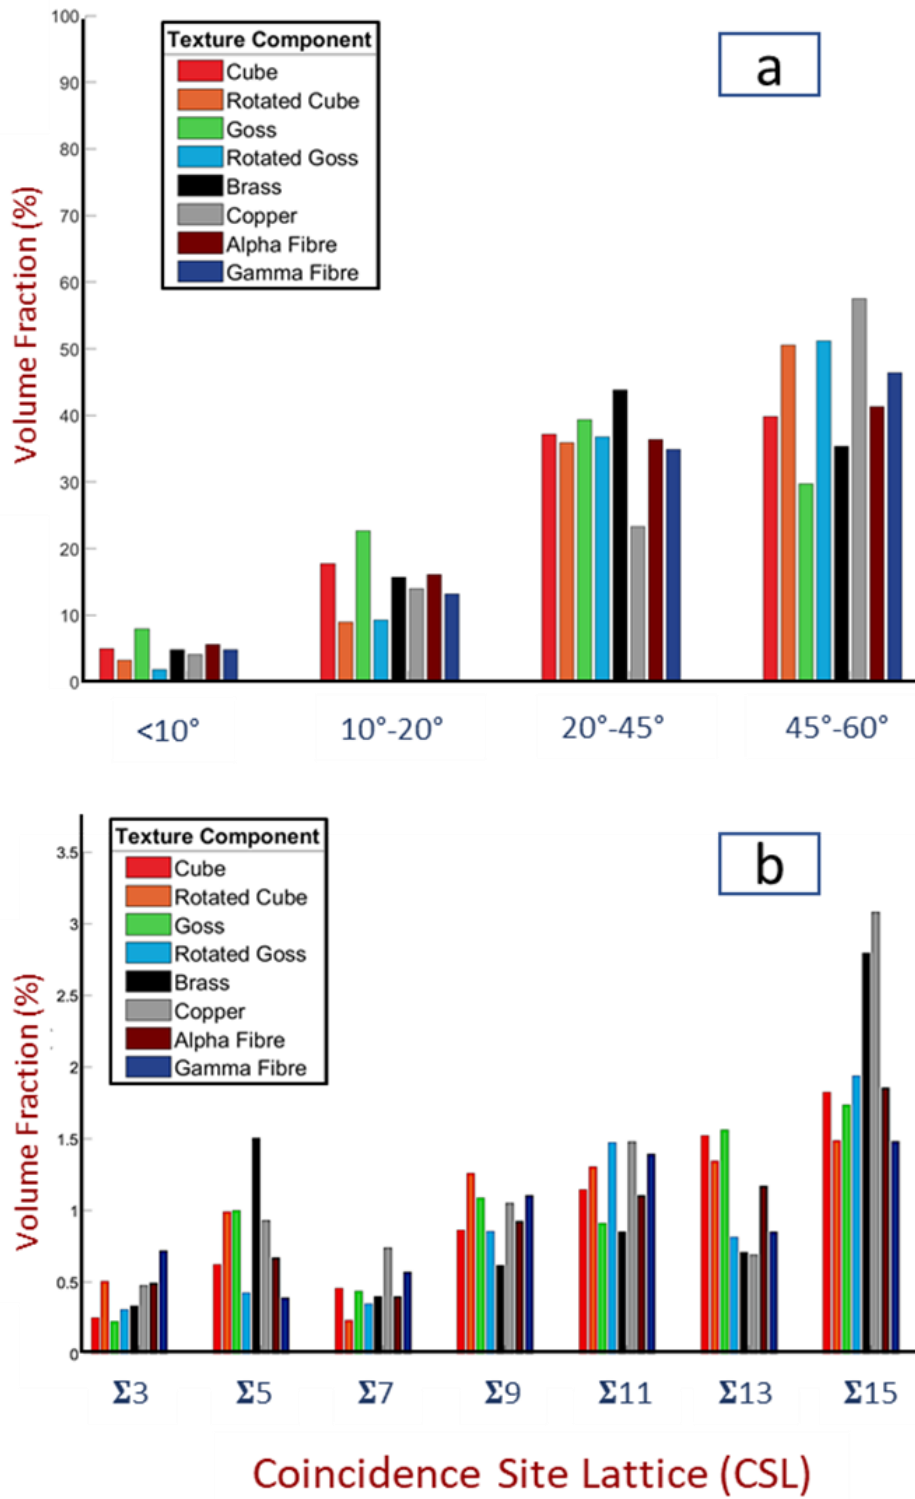 100
90
80
70
60
50
40
30
20
10
0
Volume Fraction (%)
Texture Component
Cube
Rotated Cube
Goss
Rotated Goss
Brass
Copper
Alpha Fibre
Gamma Fibre
a
<10° 10°-20° 20°-45° 45°-60°
3.5
3
2.5
2
1.5
1
0.5
0
Volume Fraction (%)
Texture Component
Cube
Rotated Cube
Goss
Rotated Goss
Brass
Copper
Alpha Fibre
Gamma Fibre
b
Σ3 Σ5 Σ7 Σ9 Σ11 Σ13 Σ15
Coincidence Site Lattice (CSL)